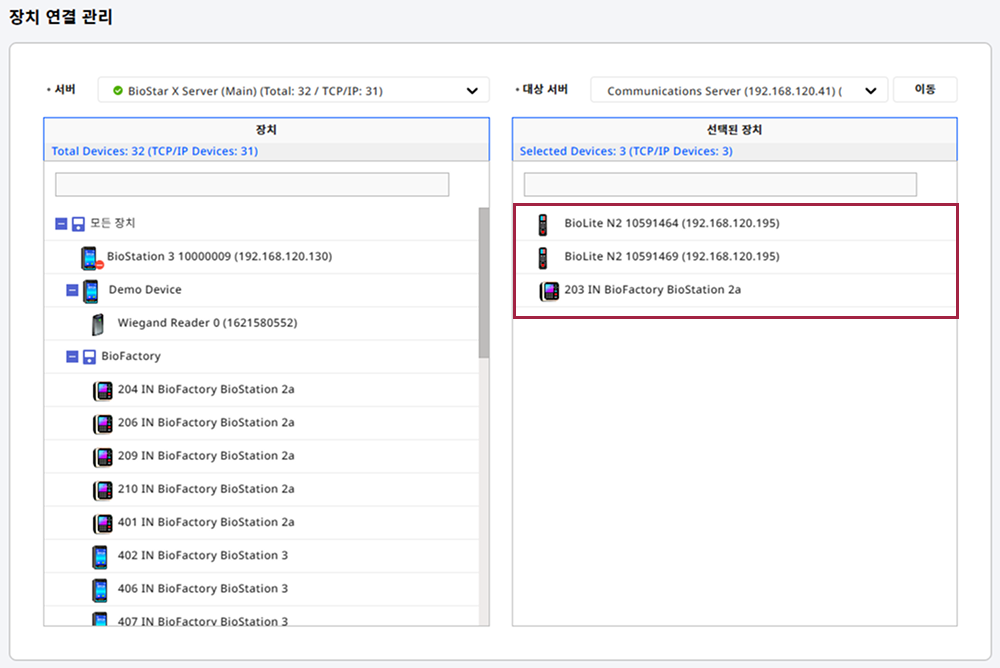 장치 연결 관리
• 서버
BioStar X Server (Main) (Total: 32 / TCP/IP: 31)
• 대상 서버
Communications Server (192.168.120.41) (
이동
장치
Total Devices: 32 (TCP/IP Devices: 31)
모든 장치
BioStation 3 10000009 (192.168.120.130)
Demo Device
Wiegand Reader 0 (1621580552)
BioFactory
204 IN BioFactory BioStation 2a
206 IN BioFactory BioStation 2a
209 IN BioFactory BioStation 2a
210 IN BioFactory BioStation 2a
401 IN BioFactory BioStation 2a
402 IN BioFactory BioStation 3
406 IN BioFactory BioStation 3
407 IN BioFactory BioStation 3
선택된 장치
Selected Devices: 3 (TCP/IP Devices: 3)
BioLite N2 10591464 (192.168.120.195)
BioLite N2 10591469 (192.168.120.195)
203 IN BioFactory BioStation 2a